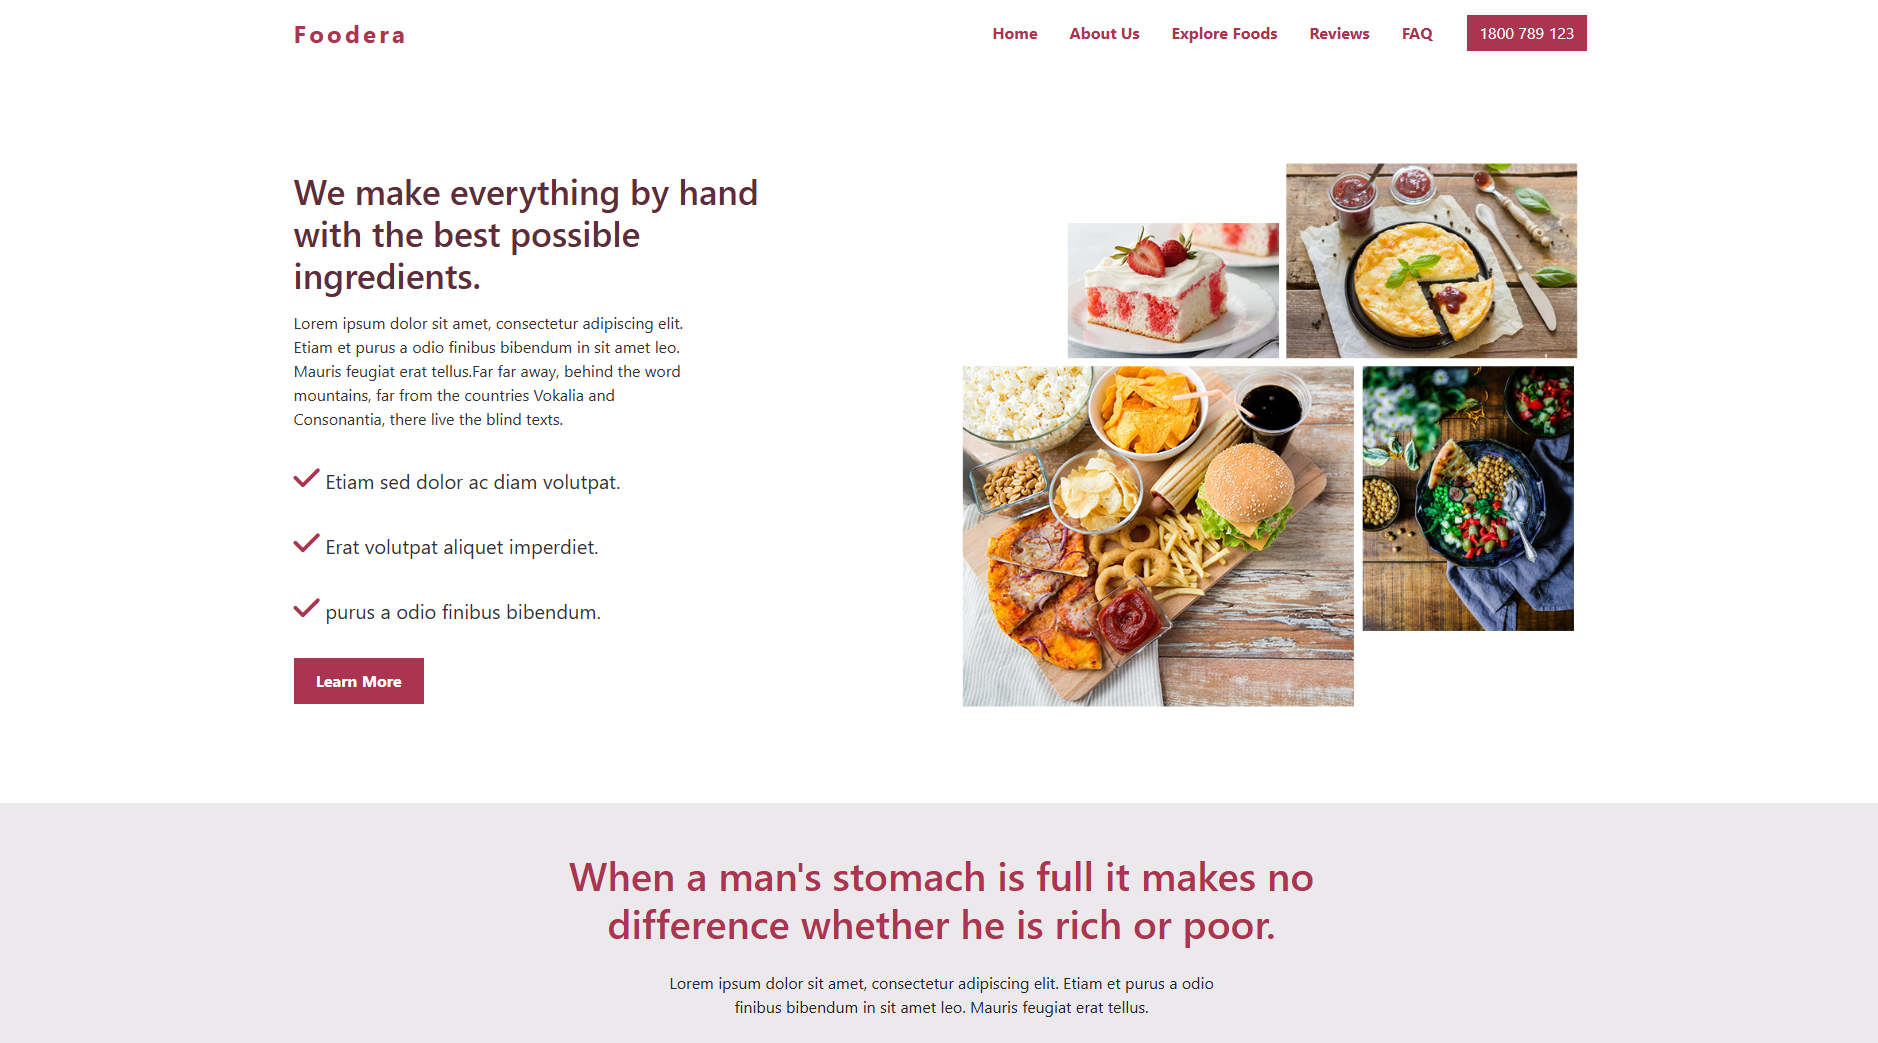 Foodera
Home About Us Explore Foods Reviews FAQ 1800 789 123
We make everything by hand
with the best possible
ingredients.
Lorem ipsum dolor sit amet, consectetur adipiscing elit.
Etiam et purus a odio finibus bibendum in sit amet leo.
Mauris feugiat erat tellus.Far far away, behind the word
mountains, far from the countries Vokalia and
Consonantia, there live the blind texts.
Etiam sed dolor ac diam volutpat.
Erat volutpat aliquet imperdiet.
purus a odio finibus bibendum.
Learn More
When a man's stomach is full it makes no
difference whether he is rich or poor.
Lorem ipsum dolor sit amet, consectetur adipiscing elit. Etiam et purus a odio
finibus bibendum in sit amet leo. Mauris feugiat erat tellus.